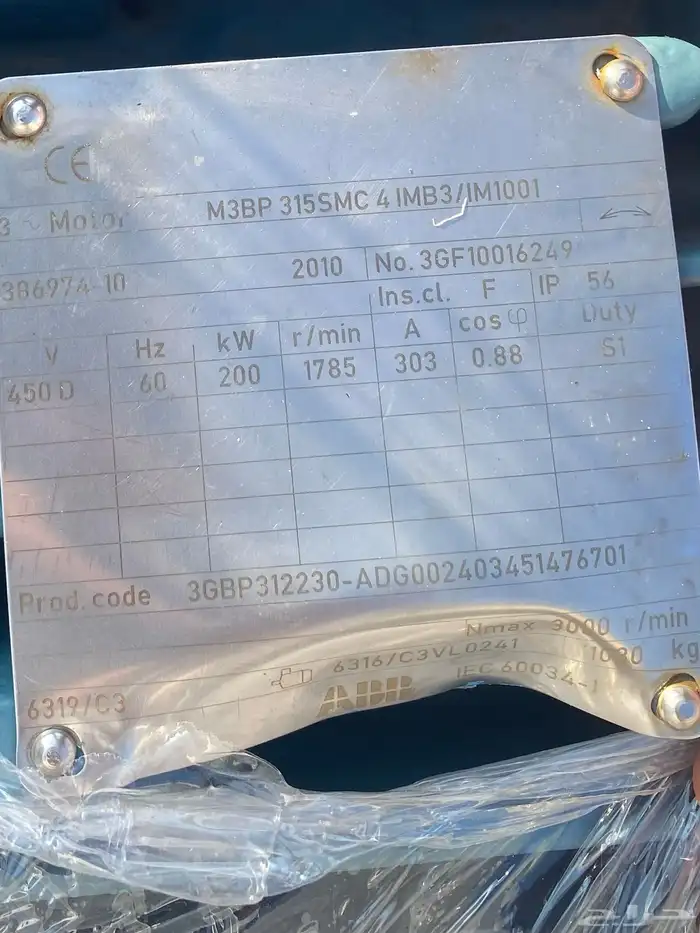 CE
3 ~ Motor M3BP 315SMC 4 IMB3/IM1001
386974-10 2010 No. 3GF10016249
Ins.cl. F IP 56
V Hz kW r/min A cosφ Duty
450 D 60 200 1785 303 0.88 S1
Prod. code 3GBP312230-ADG002403451476701
Nmax 3000 r/min
6319/C3 6316/C3VL0241 kg
ABB IEC 60034-1
حراج